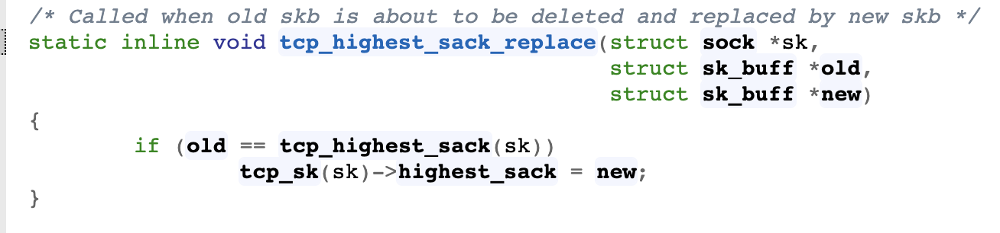 /* Called when old skb is about to be deleted and replaced by new skb */
static inline void tcp_highest_sack_replace(struct sock *sk,
struct sk_buff *old,
struct sk_buff *new)
{
if (old == tcp_highest_sack(sk))
tcp_sk(sk)->highest_sack = new;
}